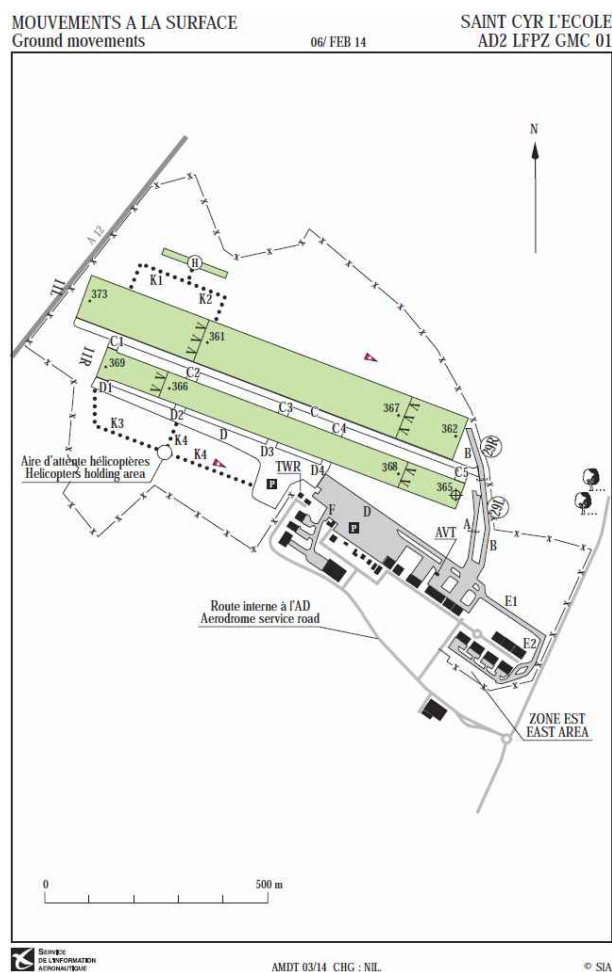 MOUVEMENTS A LA SURFACE
Ground movements
06/ FEB 14
SAINT CYR L'ECOLE
AD2 LFPZ GMC 01
N
A 12
H
K1
K2
11L
373
361
C1
11R
369
C2
366
C3
C
C4
367
362
D1
D2
D
D3
D4
K3
K4
K4
368
365
B
C5
29R
29L
Aire d'attente hélicoptères
Helicopters holding area
P
TWR
F
P
D
A
B
AVT
E1
E2
Route interne à l'AD
Aerodrome service road
ZONE EST
EAST AREA
0
500 m
SERVICE
DE L'INFORMATION
AERONAUTIQUE
AMDT 03/14 CHG : NIL.
© SIA